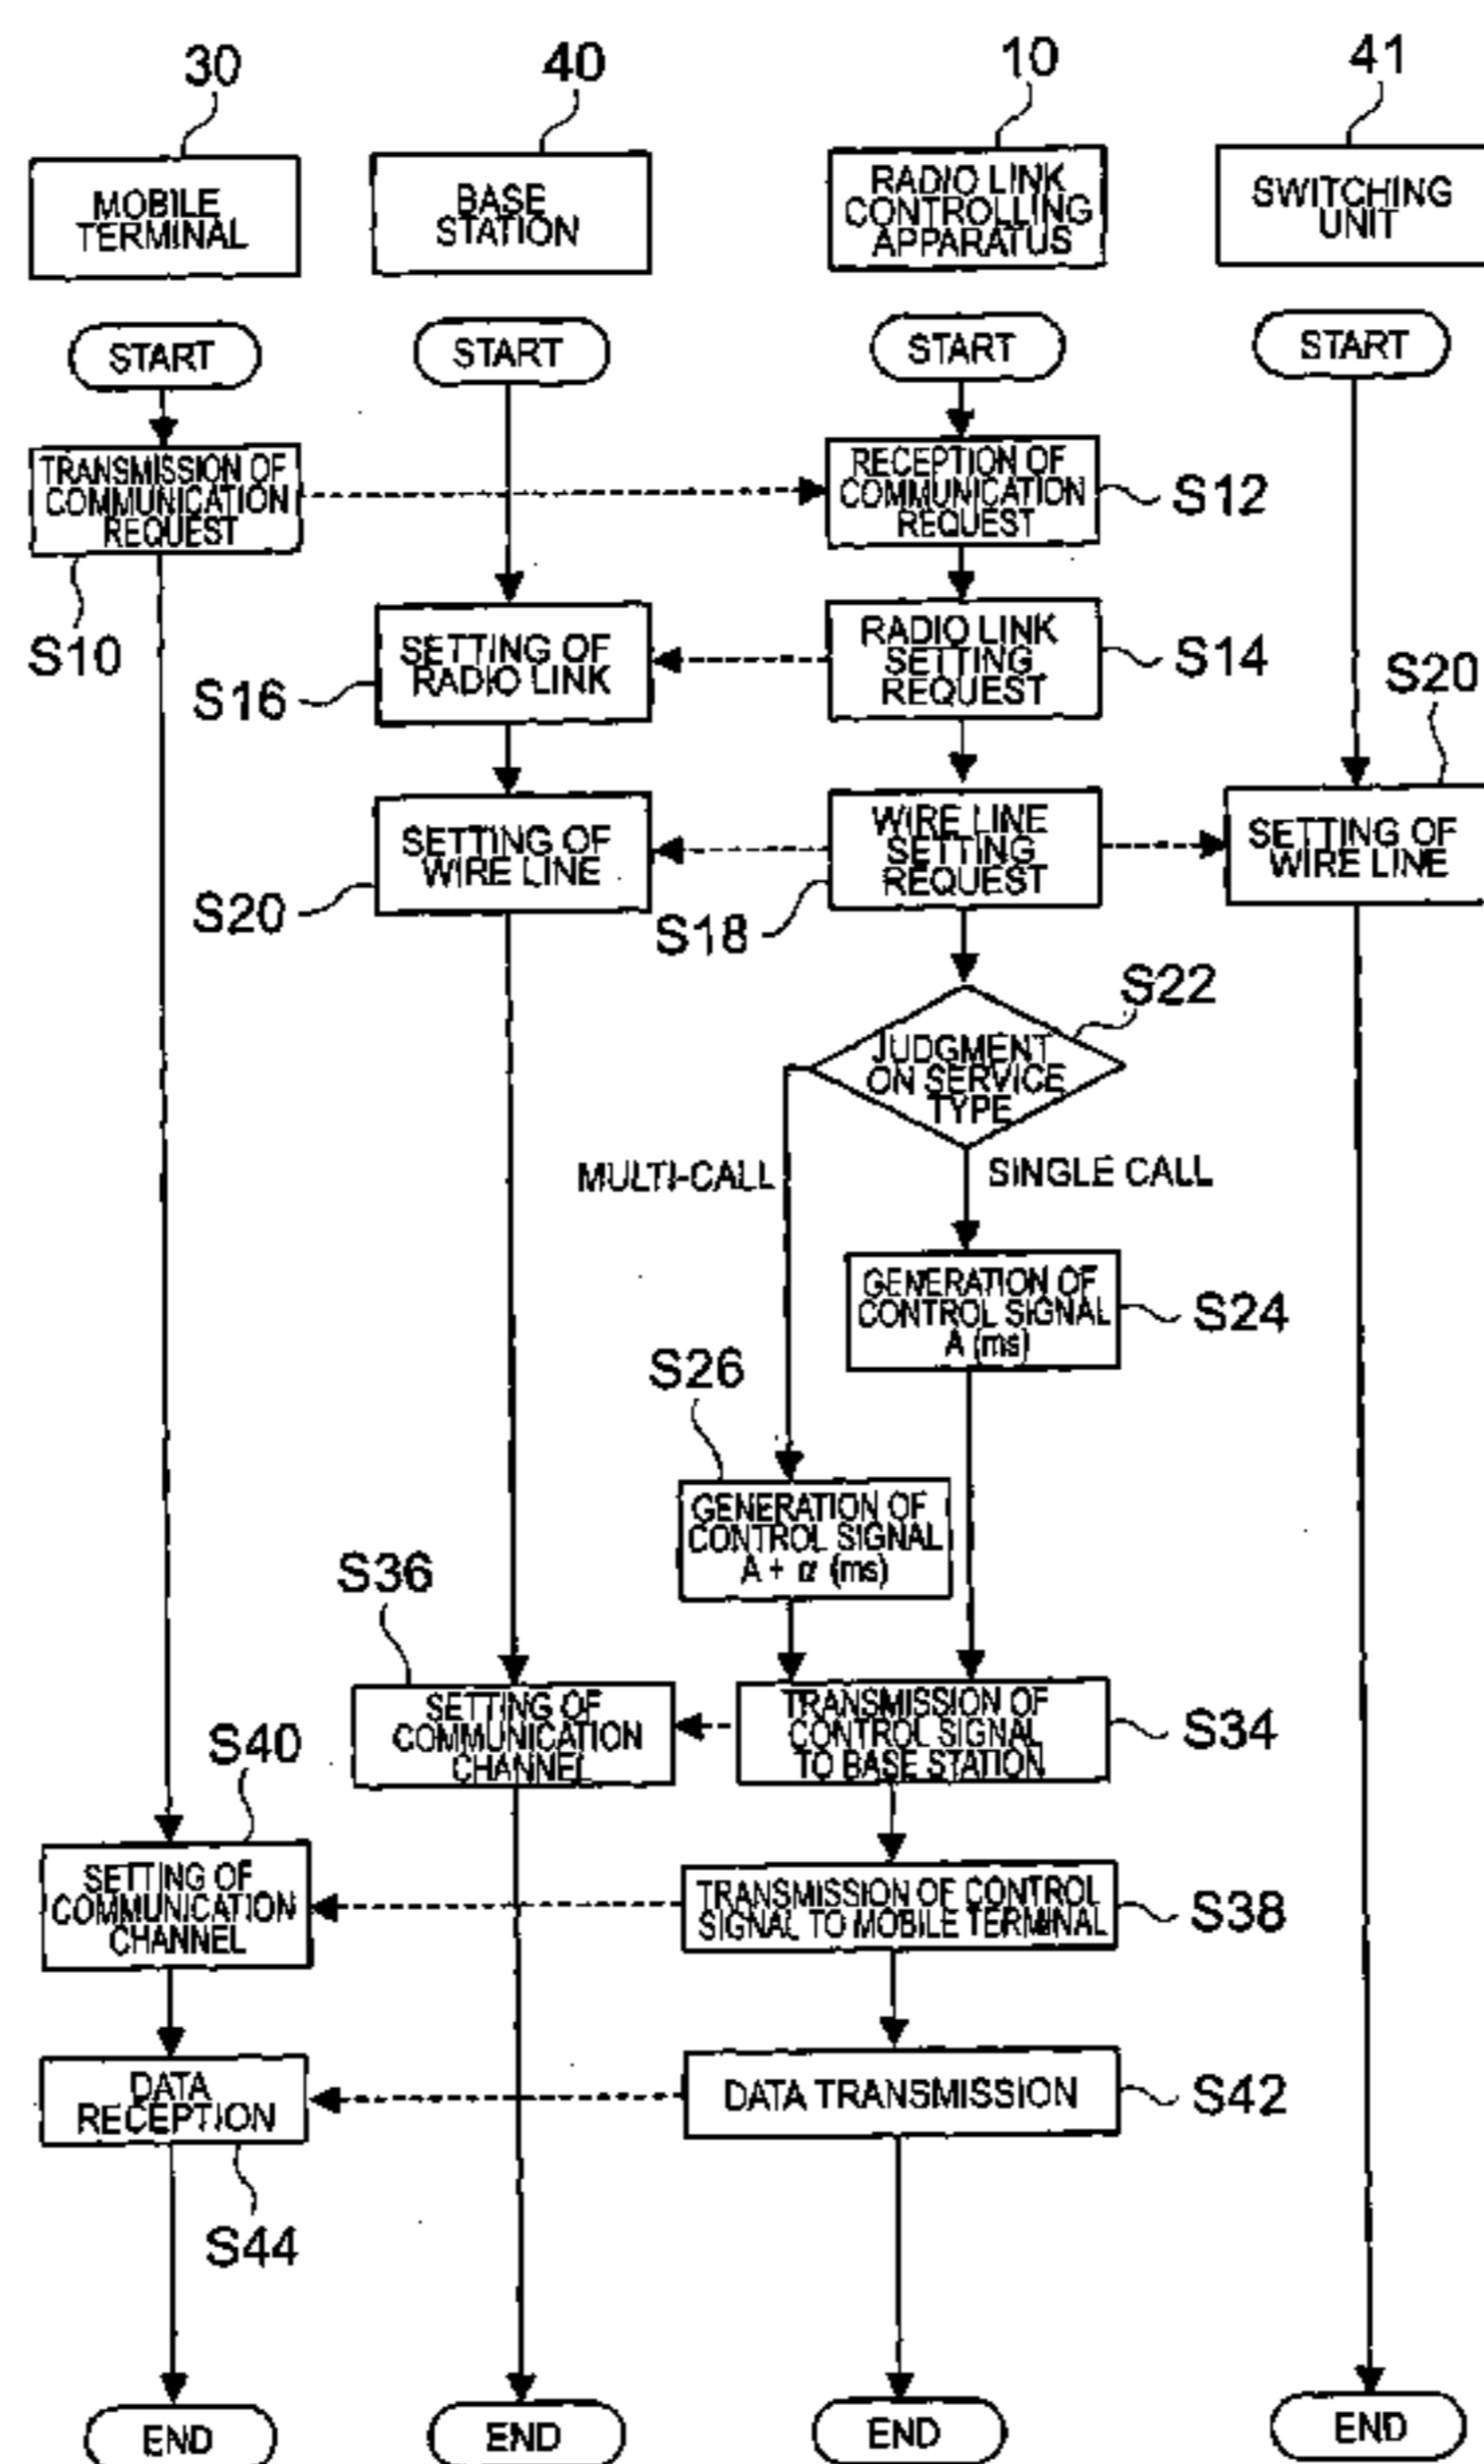 30
40
10
41
MOBILE
TERMINAL
BASE
STATION
RADIO LINK
CONTROLLING
APPARATUS
SWITCHING
UNIT
START
START
START
START
TRANSMISSION OF
COMMUNICATION
REQUEST
S10
RECEPTION OF
COMMUNICATION
REQUEST
S12
SETTING OF
RADIO LINK
S16
RADIO LINK
SETTING
REQUEST
S14
S20
SETTING OF
WIRE LINE
S20
WIRE LINE
SETTING
REQUEST
S18
SETTING OF
WIRE LINE
S22
JUDGMENT
ON SERVICE
TYPE
MULTI-CALL
SINGLE CALL
GENERATION OF
CONTROL SIGNAL
A (ms)
S24
S26
GENERATION OF
CONTROL SIGNAL
A + α (ms)
S36
SETTING OF
COMMUNICATION
CHANNEL
TRANSMISSION OF
CONTROL SIGNAL
TO BASE STATION
S34
S40
SETTING OF
COMMUNICATION
CHANNEL
TRANSMISSION OF CONTROL
SIGNAL TO MOBILE TERMINAL
S38
DATA
RECEPTION
S44
DATA TRANSMISSION
S42
END
END
END
END